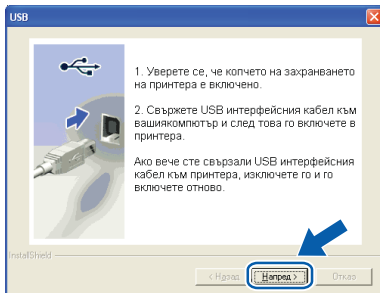 USB
1. Уверете се, че копчето на захранването
на принтера е включено.
2. Свържете USB интерфейсния кабел към
вашиякомпютър и след това го включете в
принтера.
Ако вече сте свързали USB интерфейсния
кабел към принтера, изключете го и го
включете отново.
InstallShield
< Назад
Напред >
Отказ